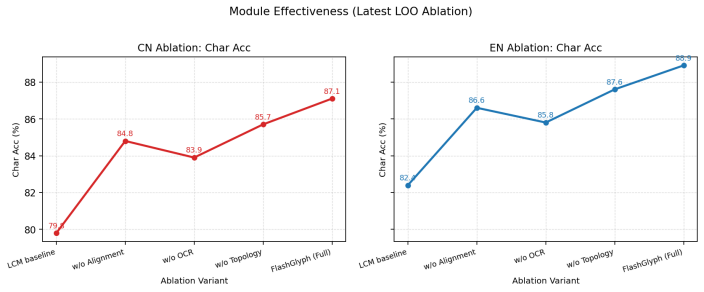 Module Effectiveness (Latest LOO Ablation)
CN Ablation: Char Acc
Char Acc (%)
88
86
84
82
80
79.8
84.8
83.9
85.7
87.1
LCM baseline
w/o Alignment
w/o OCR
w/o Topology
FlashGlyph (Full)
Ablation Variant
EN Ablation: Char Acc
Char Acc (%)
82.4
86.6
85.8
87.6
88.9
LCM baseline
w/o Alignment
w/o OCR
w/o Topology
FlashGlyph (Full)
Ablation Variant